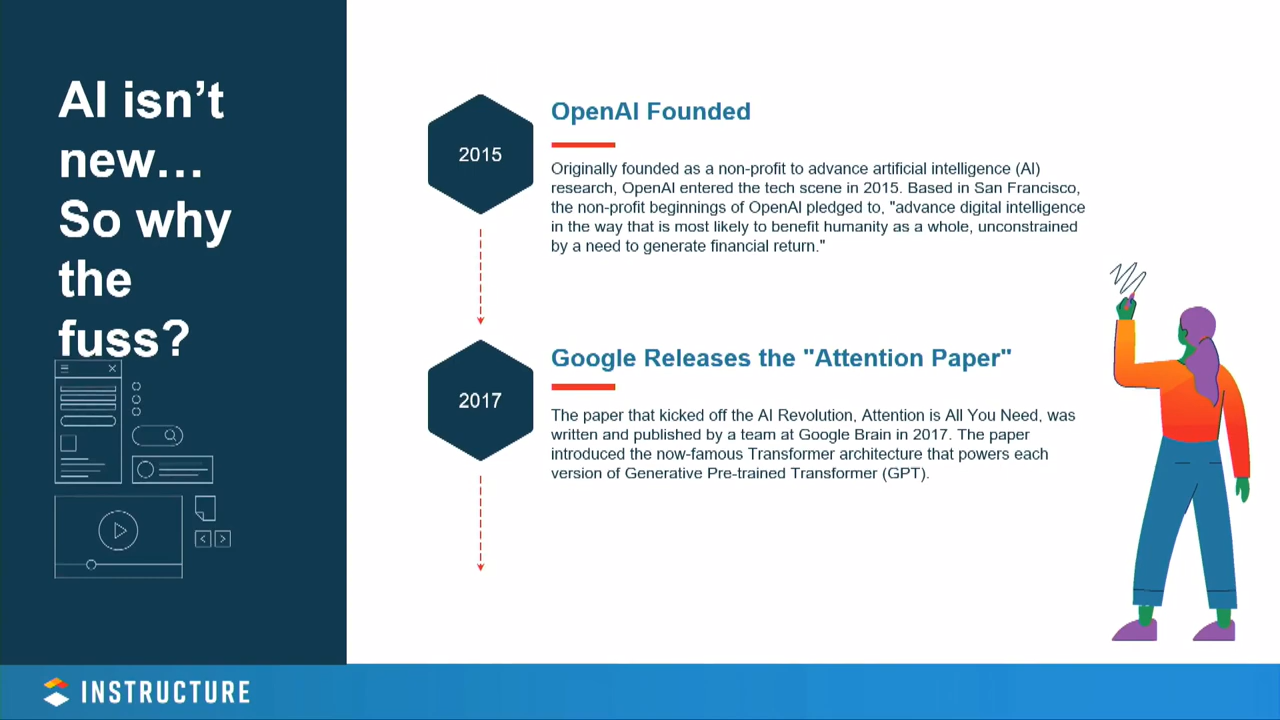 AI isn’t
new…
So why
the
fuss?
2015
OpenAI Founded
Originally founded as a non-profit to advance artificial intelligence (AI)
research, OpenAI entered the tech scene in 2015. Based in San Francisco,
the non-profit beginnings of OpenAI pledged to, "advance digital intelligence
in the way that is most likely to benefit humanity as a whole, unconstrained
by a need to generate financial return."
2017
Google Releases the "Attention Paper"
The paper that kicked off the AI Revolution, Attention is All You Need, was
written and published by a team at Google Brain in 2017. The paper
introduced the now-famous Transformer architecture that powers each
version of Generative Pre-trained Transformer (GPT).
INSTRUCTURE